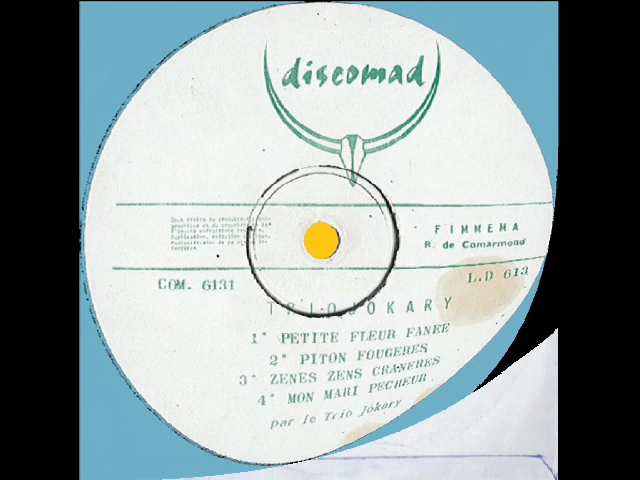 discomad
FIMMEMA
R. de Comarmond
COM. 6131
L.D 613
TRIO JOKARY
1° PETITE FLEUR FANEE
2° PITON FOUGERES
3° ZENES ZENS CRANERES
4° MON MARI PECHEUR
par le Trio Jokary